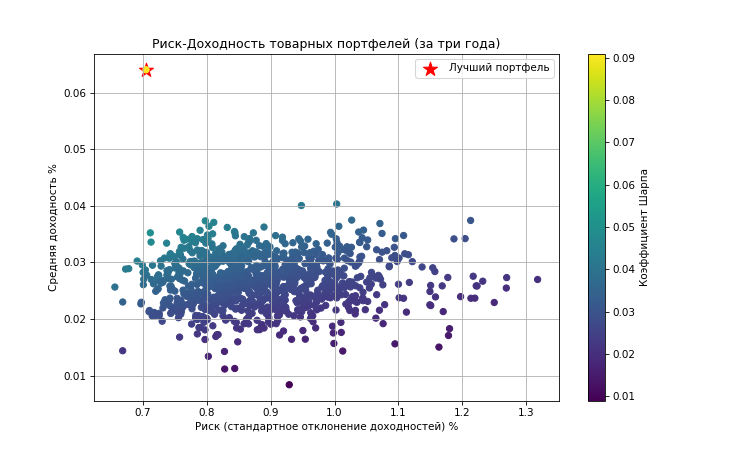 Риск-Доходность товарных портфелей (за три года)
Лучший портфель
Средняя доходность %
0.06
0.05
0.04
0.03
0.02
0.01
0.7 0.8 0.9 1.0 1.1 1.2 1.3
Риск (стандартное отклонение доходностей) %
0.09
0.08
0.07
0.06
0.05
0.04
0.03
0.02
0.01
Коэффициент Шарпа